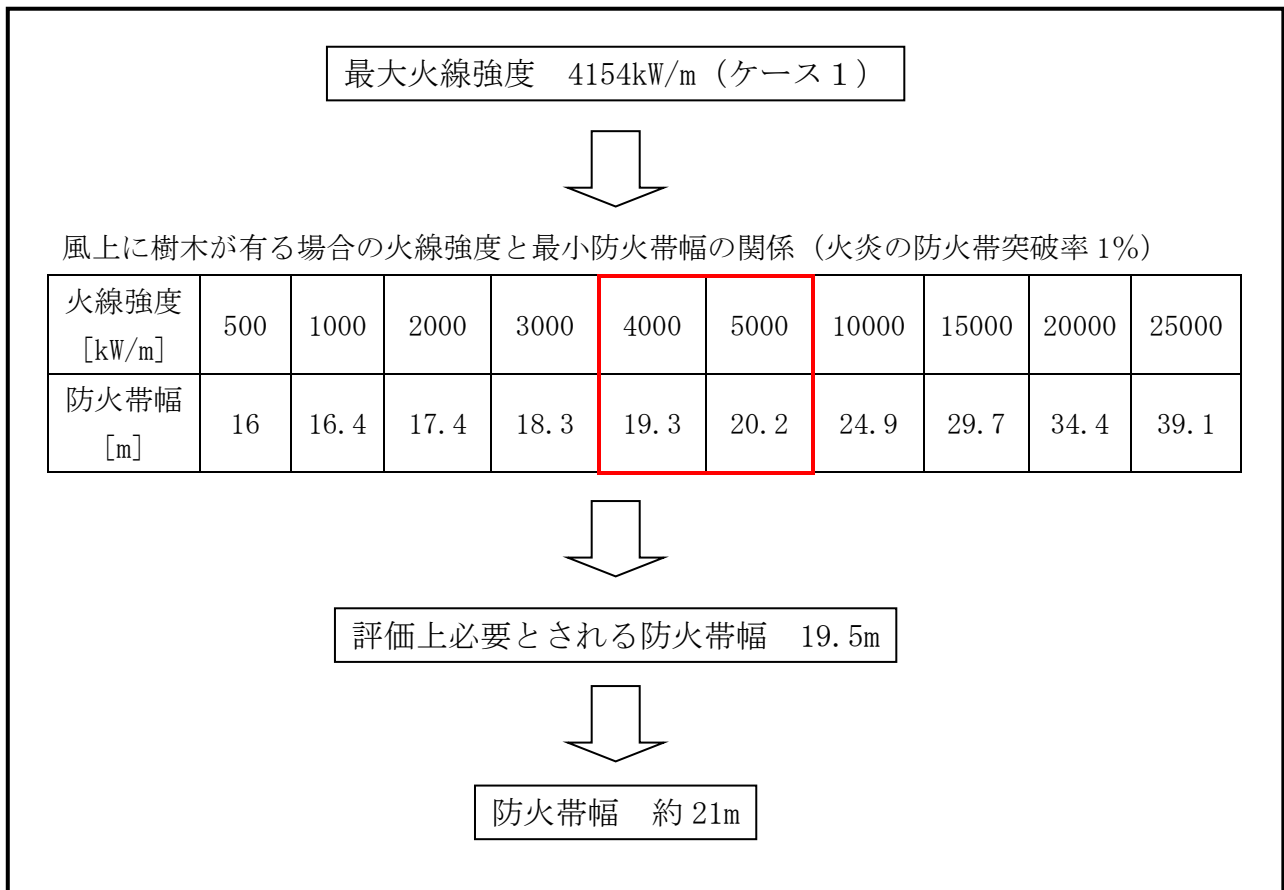 最大火線強度　4154kW/m（ケース１）
風上に樹木が有る場合の火線強度と最小防火帯幅の関係（火炎の防火帯突破率 1％）
火線強度 [kW/m] 500 1000 2000 3000 4000 5000 10000 15000 20000 25000
防火帯幅 [m] 16 16.4 17.4 18.3 19.3 20.2 24.9 29.7 34.4 39.1
評価上必要とされる防火帯幅　19.5m
防火帯幅　約 21m